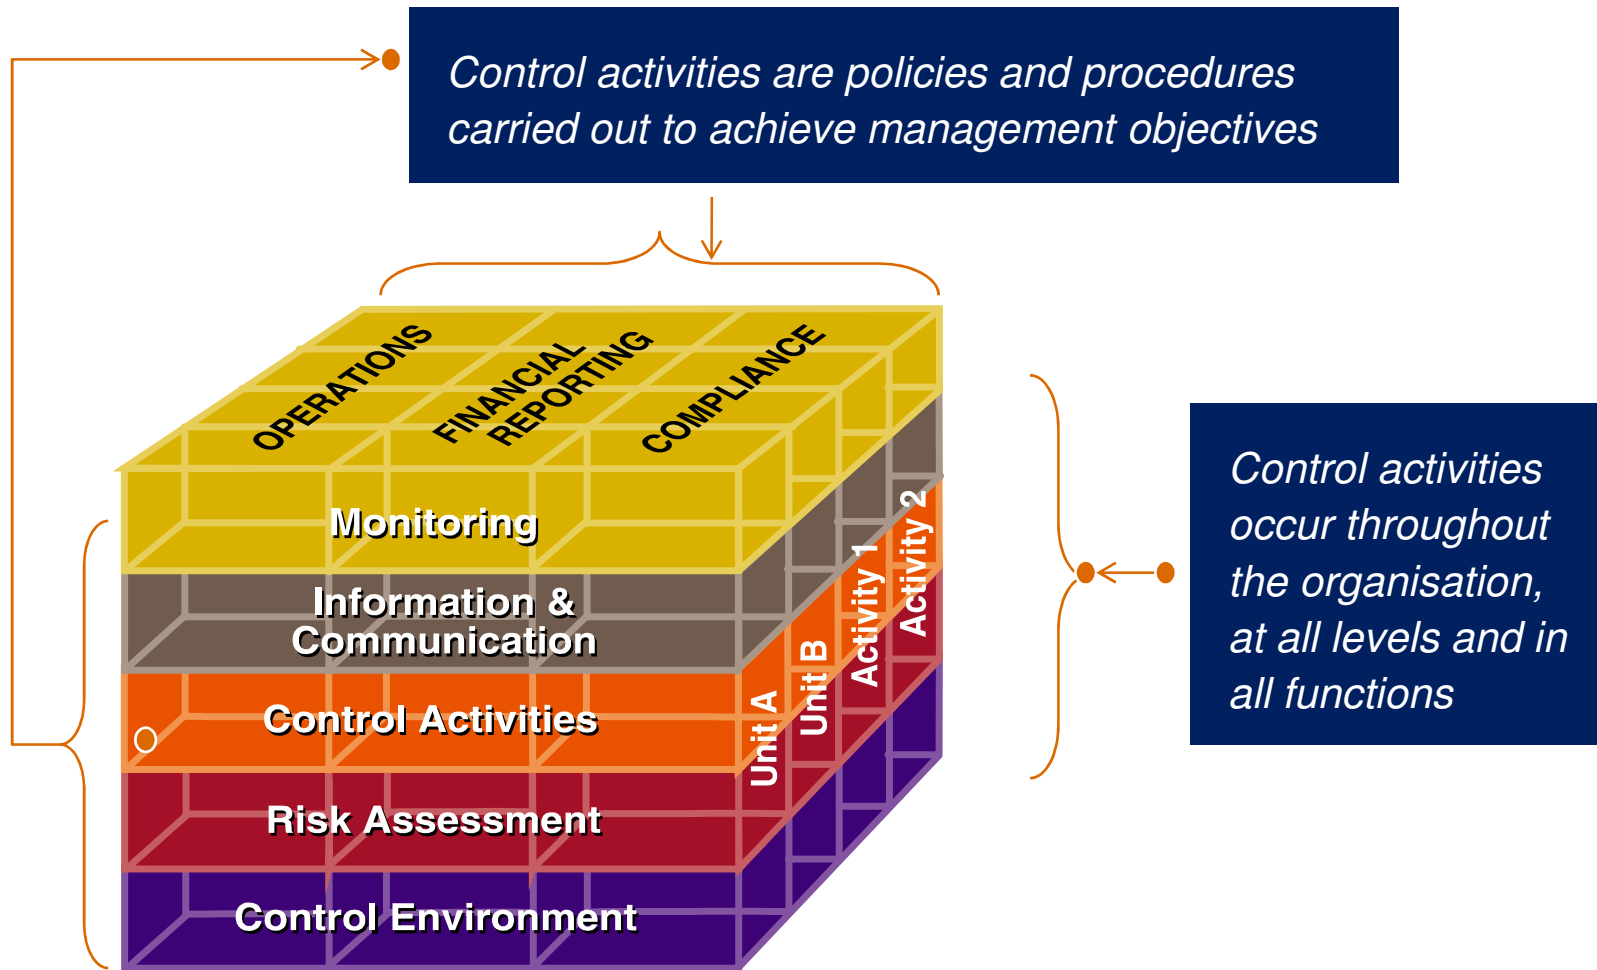 Control activities are policies and procedures
carried out to achieve management objectives
OPERATIONS
FINANCIAL
REPORTING
COMPLIANCE
Monitoring
Information &
Communication
Control Activities
Risk Assessment
Control Environment
Unit A
Unit B
Activity 1
Activity 2
Control activities
occur throughout
the organisation,
at all levels and in
all functions